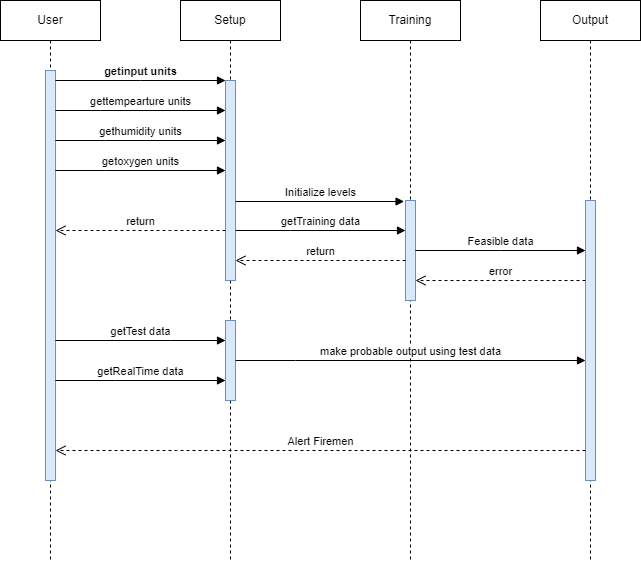 User
Setup
Training
Output
getinput units
gettempearture units
gethumidity units
getoxygen units
Initialize levels
return
getTraining data
Feasible data
return
error
getTest data
make probable output using test data
getRealTime data
Alert Firemen